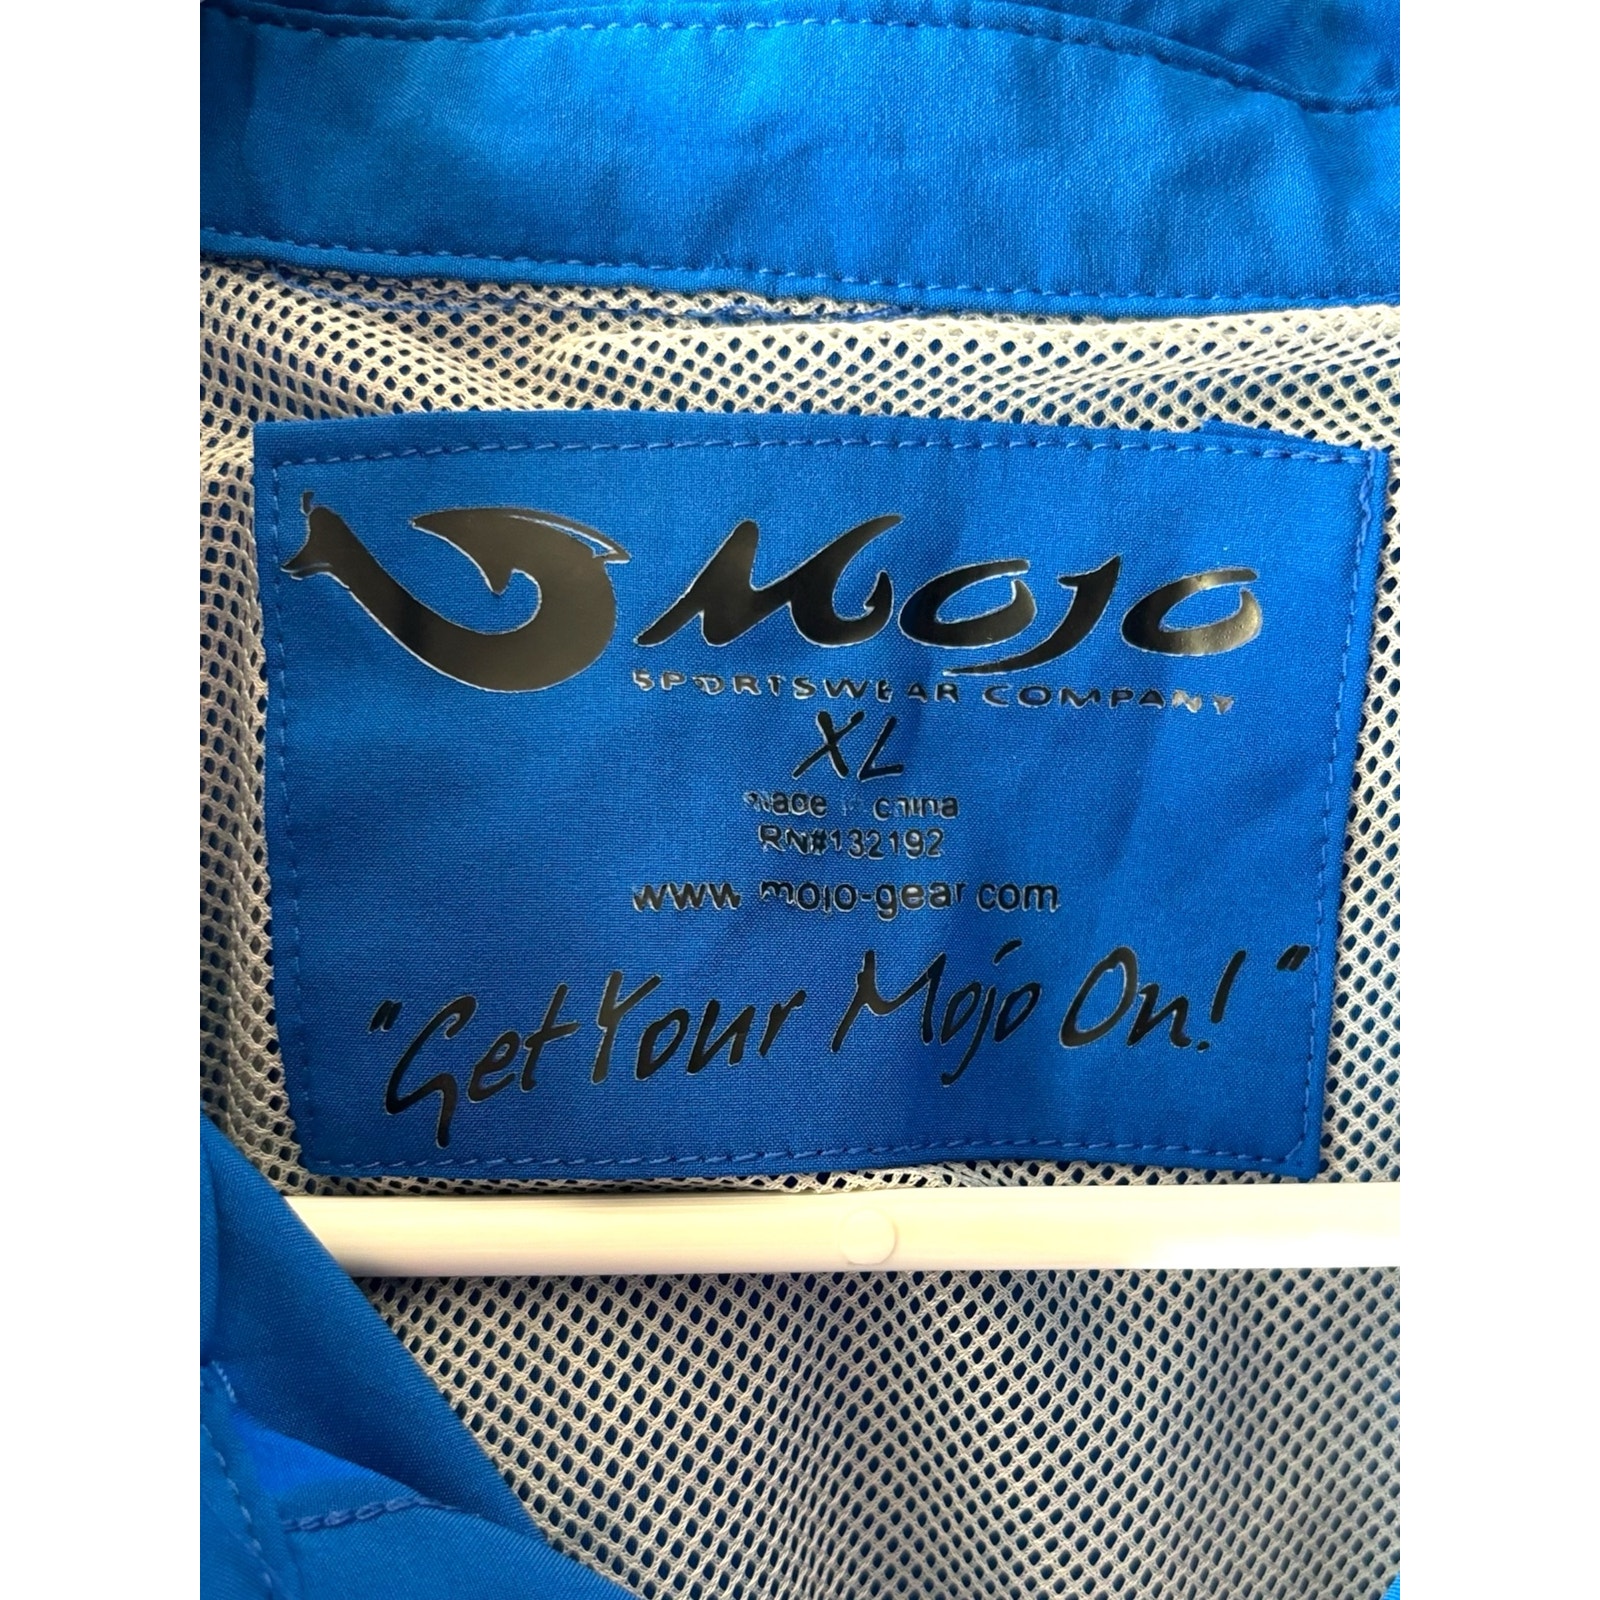 MOJO
SPORTSWEAR COMPANY
XL
made in china
RN#132192
www.mojo-gear.com
"Get Your Mojo On!"